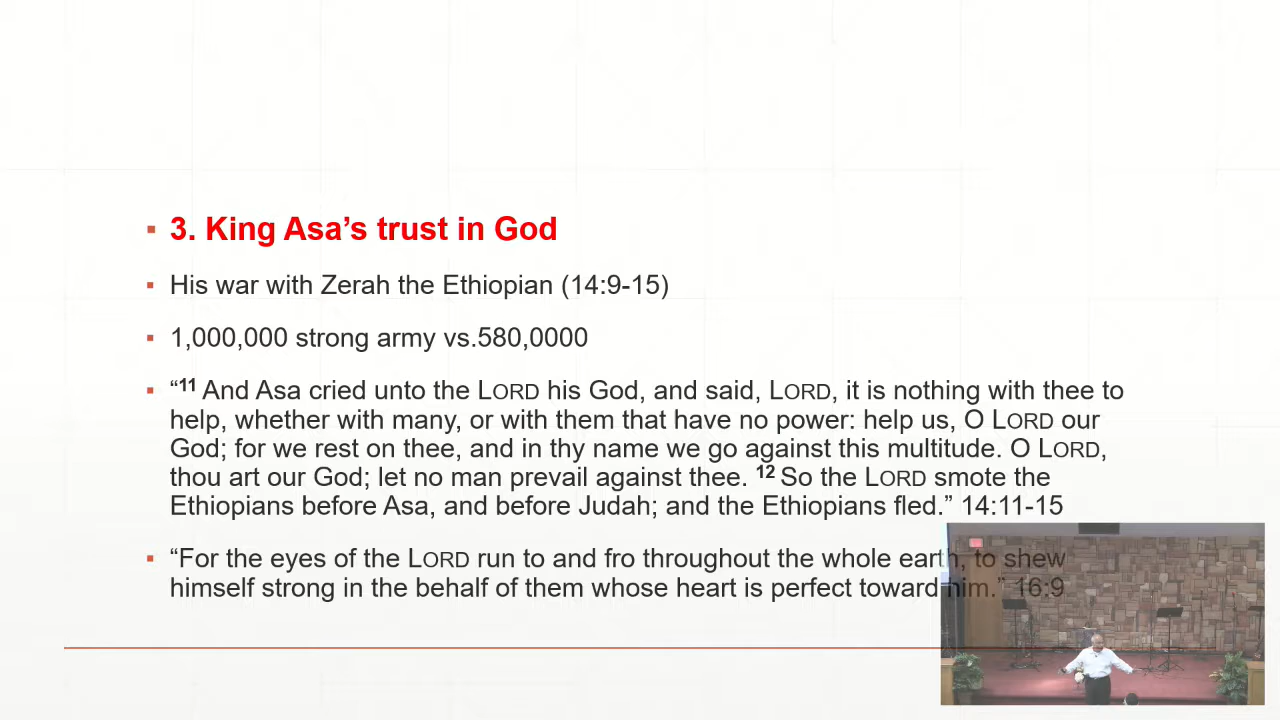 ▪ 3. King Asa’s trust in God
▪ His war with Zerah the Ethiopian (14:9-15)
▪ 1,000,000 strong army vs.580,0000
▪ “11 And Asa cried unto the LORD his God, and said, LORD, it is nothing with thee to
help, whether with many, or with them that have no power: help us, O LORD our
God; for we rest on thee, and in thy name we go against this multitude. O LORD,
thou art our God; let no man prevail against thee. 12 So the LORD smote the
Ethiopians before Asa, and before Judah; and the Ethiopians fled.” 14:11-15
▪ “For the eyes of the LORD run to and fro throughout the whole earth, to shew
himself strong in the behalf of them whose heart is perfect toward him.” 16:9